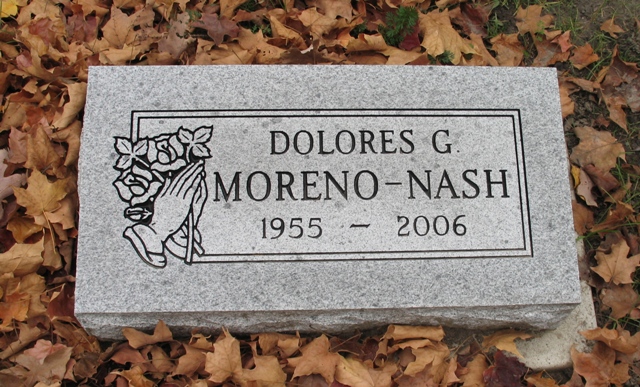 DOLORES G.
MORENO-NASH
1955 ~ 2006